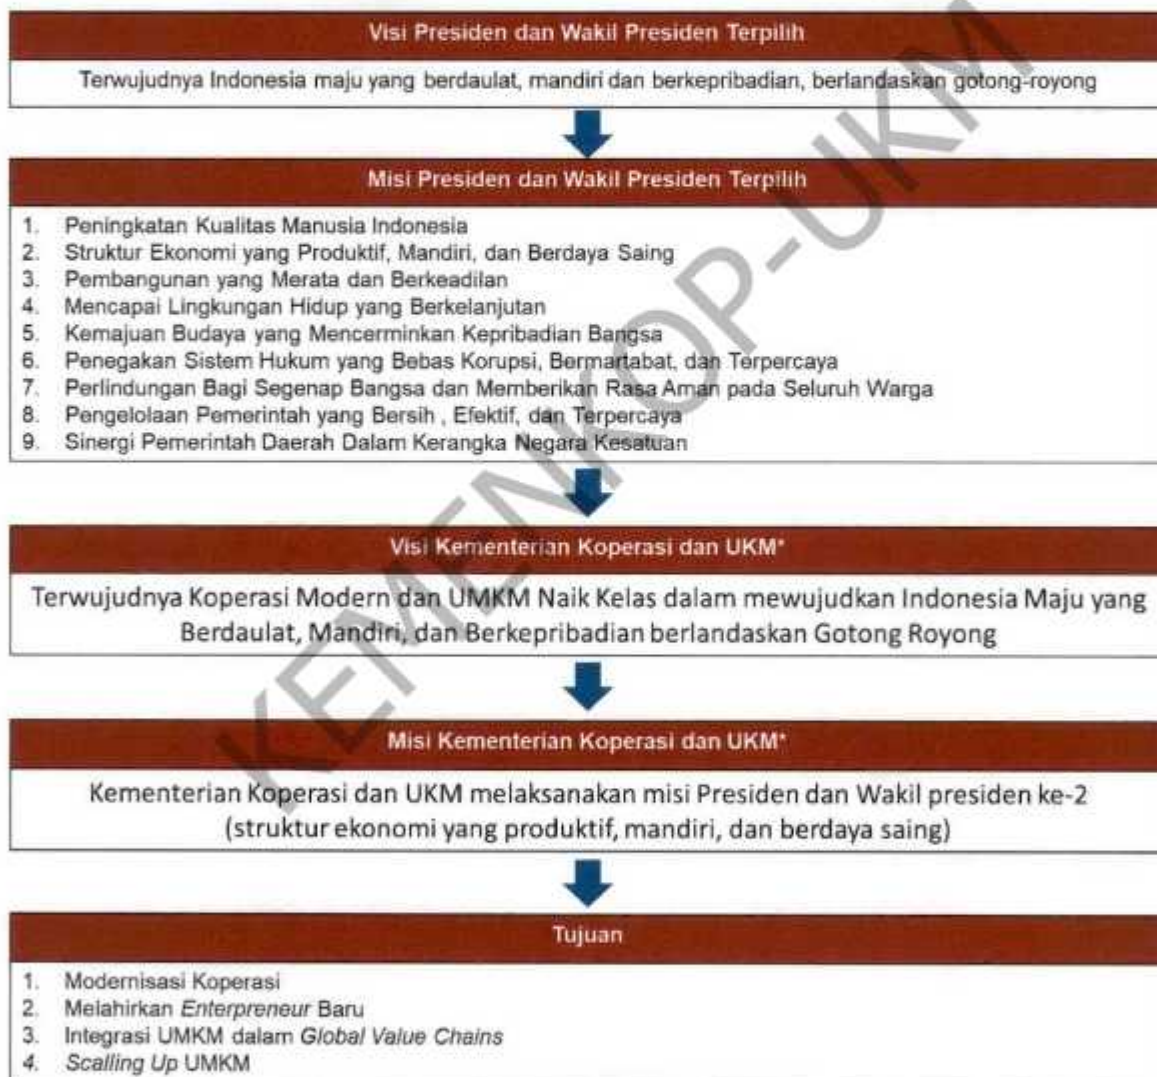 Visi Presiden dan Wakil Presiden Terpilih
Terwujudnya Indonesia maju yang berdaulat, mandiri dan berkepribadian, berlandaskan gotong-royong
Misi Presiden dan Wakil Presiden Terpilih
1. Peningkatan Kualitas Manusia Indonesia
2. Struktur Ekonomi yang Produktif, Mandiri, dan Berdaya Saing
3. Pembangunan yang Merata dan Berkeadilan
4. Mencapai Lingkungan Hidup yang Berkelanjutan
5. Kemajuan Budaya yang Mencerminkan Kepribadian Bangsa
6. Penegakan Sistem Hukum yang Bebas Korupsi, Bermartabat, dan Terpercaya
7. Perlindungan Bagi Segenap Bangsa dan Memberikan Rasa Aman pada Seluruh Warga
8. Pengelolaan Pemerintah yang Bersih , Efektif, dan Terpercaya
9. Sinergi Pemerintah Daerah Dalam Kerangka Negara Kesatuan
Visi Kementerian Koperasi dan UKM*
Terwujudnya Koperasi Modern dan UMKM Naik Kelas dalam mewujudkan Indonesia Maju yang
Berdaulat, Mandiri, dan Berkepribadian berlandaskan Gotong Royong
Misi Kementerian Koperasi dan UKM*
Kementerian Koperasi dan UKM melaksanakan misi Presiden dan Wakil presiden ke-2
(struktur ekonomi yang produktif, mandiri, dan berdaya saing)
Tujuan
1. Modernisasi Koperasi
2. Melahirkan Enterpreneur Baru
3. Integrasi UMKM dalam Global Value Chains
4. Scalling Up UMKM
KEMENKOP-UKM